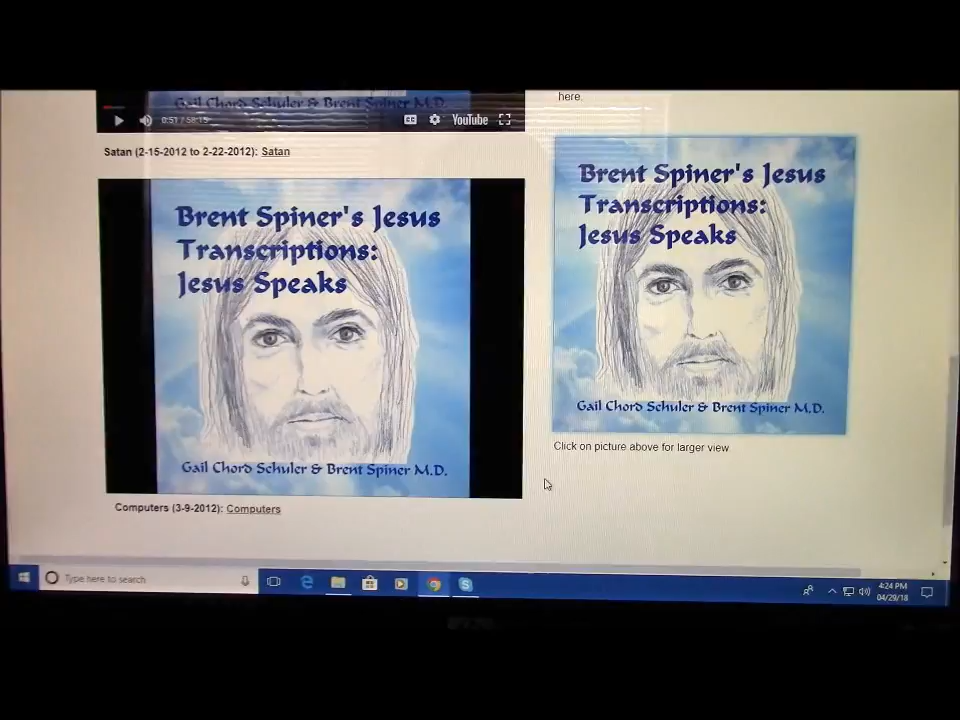 Gail Chord Schuler & Brent Spiner M.D.
here.
0:51 / 58:15
CC
YouTube
Satan (2-15-2012 to 2-22-2012): Satan
Brent Spiner's Jesus
Transcriptions:
Jesus Speaks
Gail Chord Schuler & Brent Spiner M.D.
Computers (3-9-2012): Computers
Brent Spiner's Jesus
Transcriptions:
Jesus Speaks
Gail Chord Schuler & Brent Spiner M.D.
Click on picture above for larger view
Type here to search
4:24 PM
04/29/18